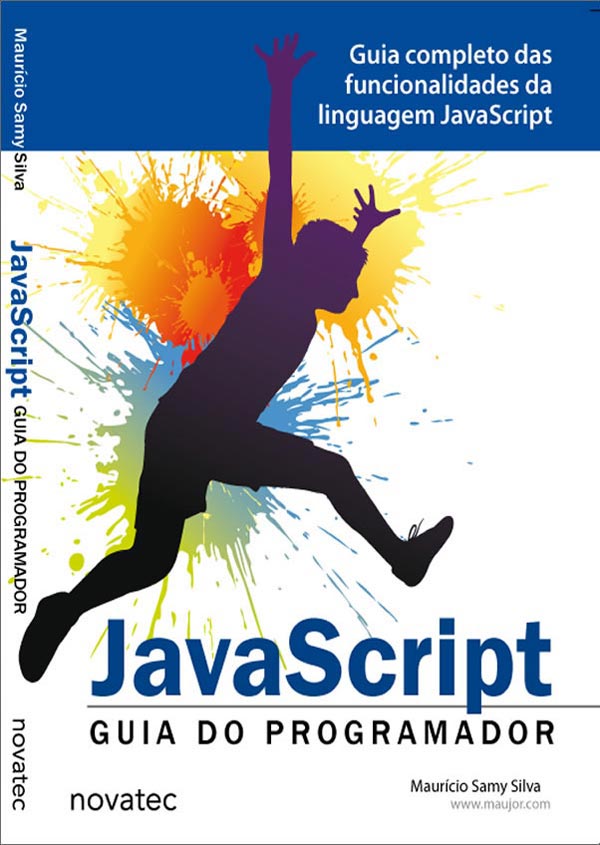 Maurício Samy Silva
JavaScript GUIA DO PROGRAMADOR
novatec
Guia completo das
funcionalidades da
linguagem JavaScript
JavaScript
GUIA DO PROGRAMADOR
Maurício Samy Silva
www.maujor.com
novatec